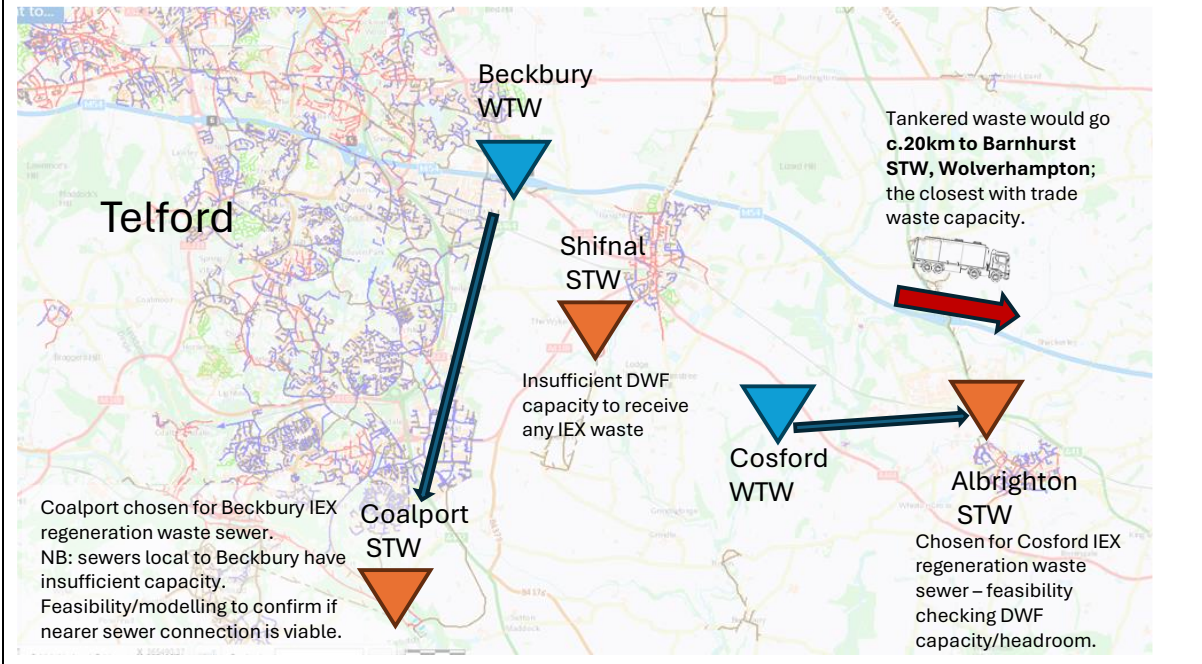 t to...
Beckbury
WTW
Tankered waste would go
c.20km to Barnhurst
STW, Wolverhampton;
the closest with trade
waste capacity.
M54
Telford
Shifnal
STW
M54
Insufficient DWF
capacity to receive
any IEX waste
Cosford
WTW
Albrighton
STW
Coalport chosen for Beckbury IEX
regeneration waste sewer.
NB: sewers local to Beckbury have
insufficient capacity.
Feasibility/modelling to confirm if
nearer sewer connection is viable.
Coalport
STW
Chosen for Cosford IEX
regeneration waste
sewer – feasibility
checking DWF
capacity/headroom.